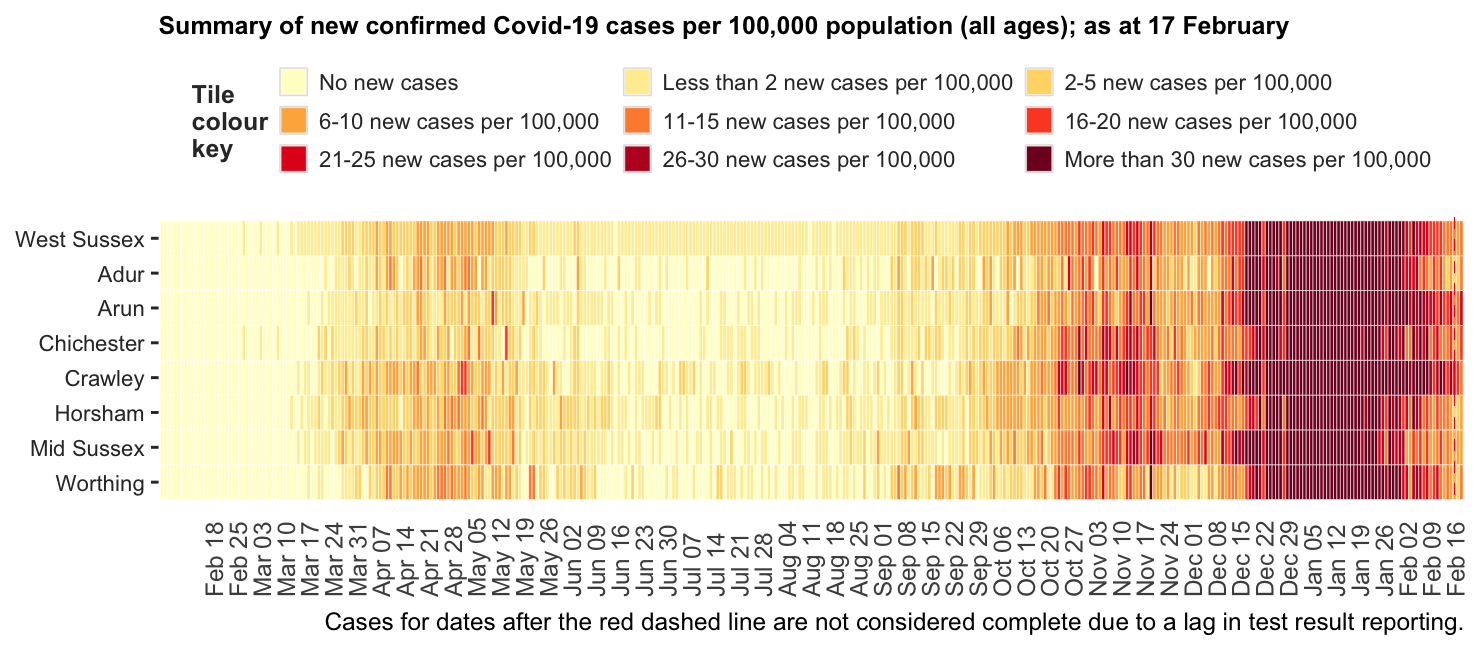 Summary of new confirmed Covid-19 cases per 100,000 population (all ages); as at 17 February
Tile colour key
No new cases
Less than 2 new cases per 100,000
2-5 new cases per 100,000
6-10 new cases per 100,000
11-15 new cases per 100,000
16-20 new cases per 100,000
21-25 new cases per 100,000
26-30 new cases per 100,000
More than 30 new cases per 100,000
West Sussex
Adur
Arun
Chichester
Crawley
Horsham
Mid Sussex
Worthing
Feb 18
Feb 25
Mar 03
Mar 10
Mar 17
Mar 24
Mar 31
Apr 07
Apr 14
Apr 21
Apr 28
May 05
May 12
May 19
May 26
Jun 02
Jun 09
Jun 16
Jun 23
Jun 30
Jul 07
Jul 14
Jul 21
Jul 28
Aug 04
Aug 11
Aug 18
Aug 25
Sep 01
Sep 08
Sep 15
Sep 22
Sep 29
Oct 06
Oct 13
Oct 20
Oct 27
Nov 03
Nov 10
Nov 17
Nov 24
Dec 01
Dec 08
Dec 15
Dec 22
Dec 29
Jan 05
Jan 12
Jan 19
Jan 26
Feb 02
Feb 09
Feb 16
Cases for dates after the red dashed line are not considered complete due to a lag in test result reporting.